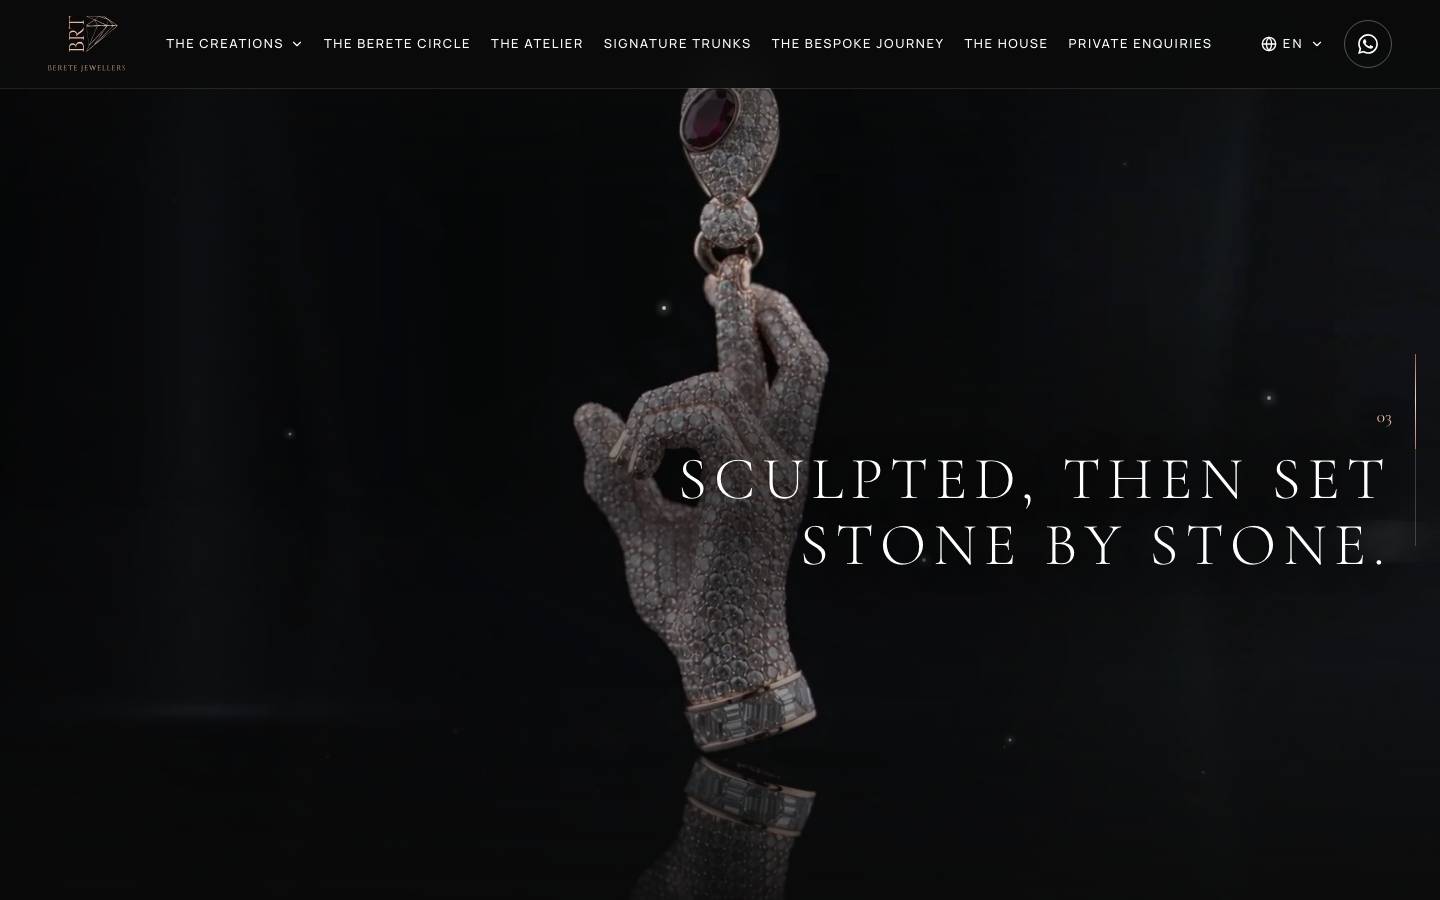 BRT
BERETE JEWELLERS
THE CREATIONS
THE BERETE CIRCLE
THE ATELIER
SIGNATURE TRUNKS
THE BESPOKE JOURNEY
THE HOUSE
PRIVATE ENQUIRIES
EN
03
SCULPTED, THEN SET
STONE BY STONE.